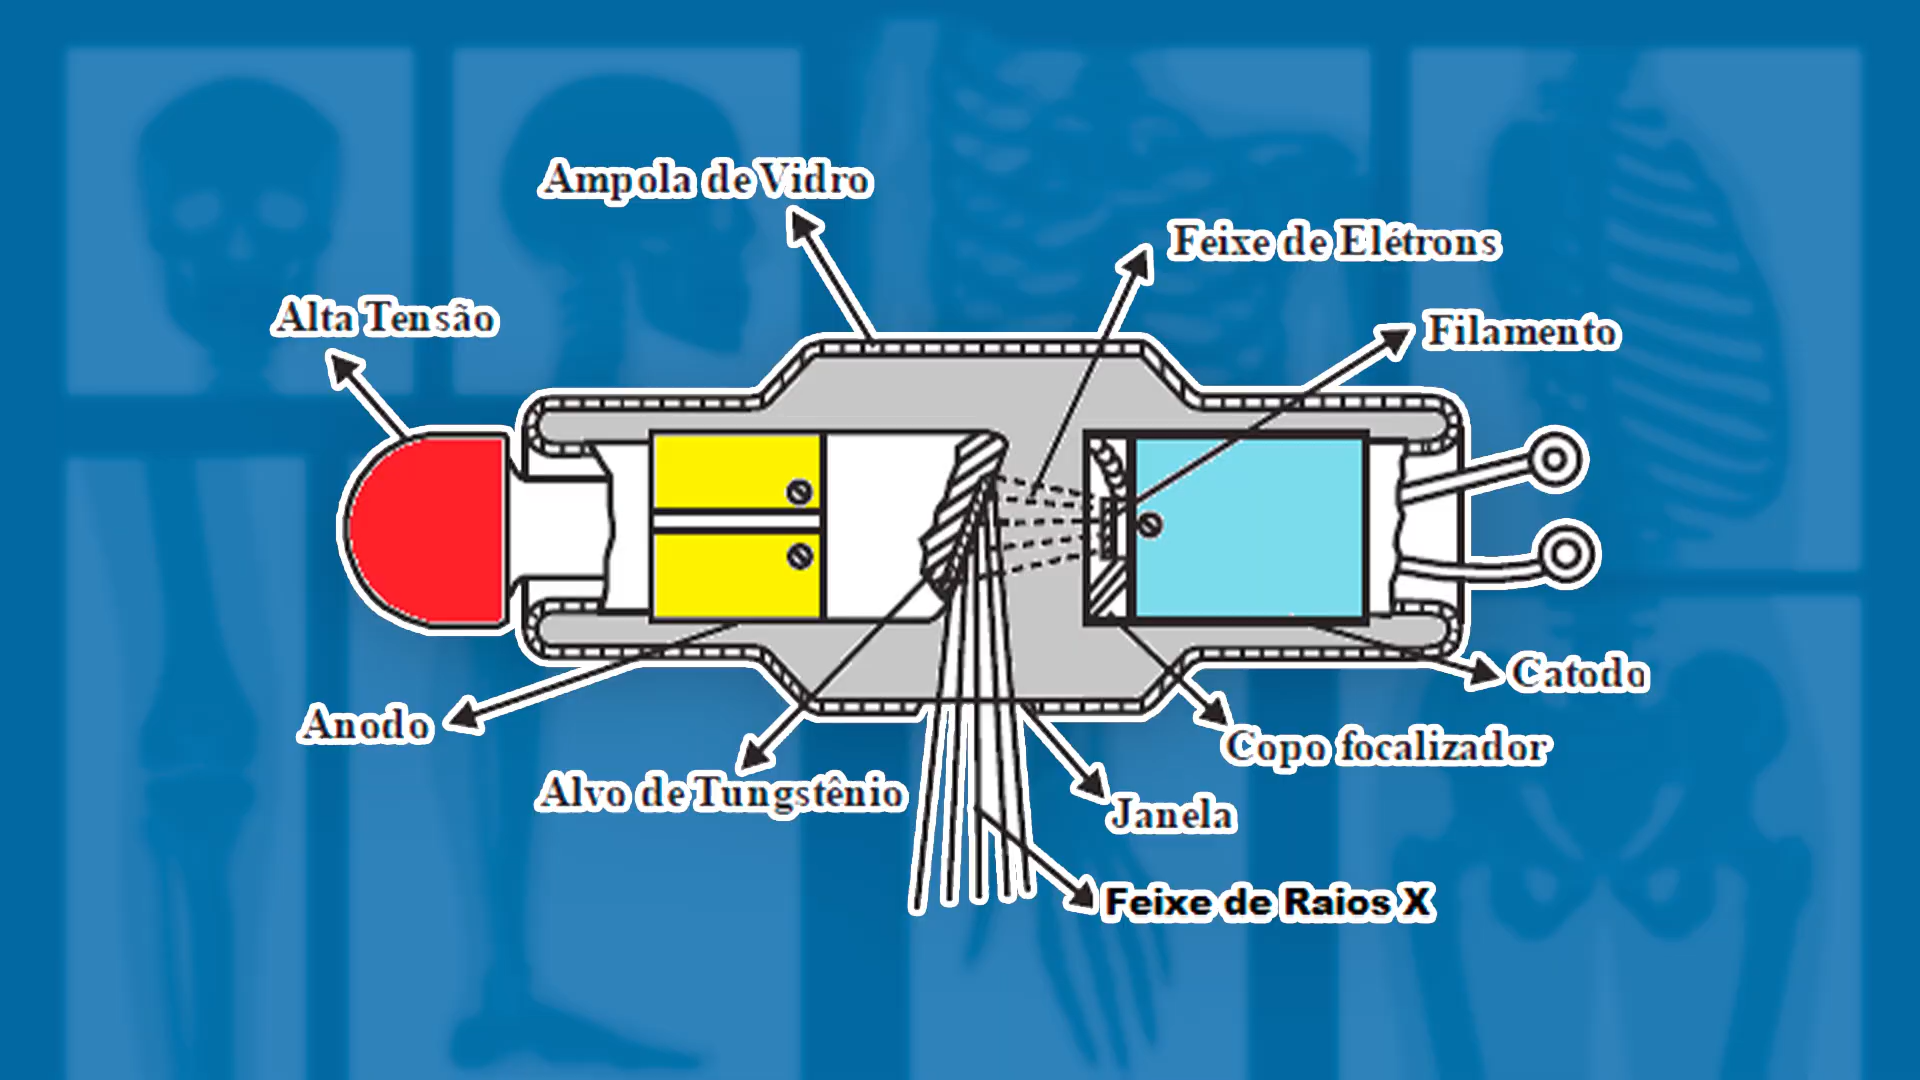 Ampola de Vidro
Feixe de Elétrons
Alta Tensão
Filamento
Catodo
Anodo
Copo focalizador
Alvo de Tungstênio
Janela
Feixe de Raios X